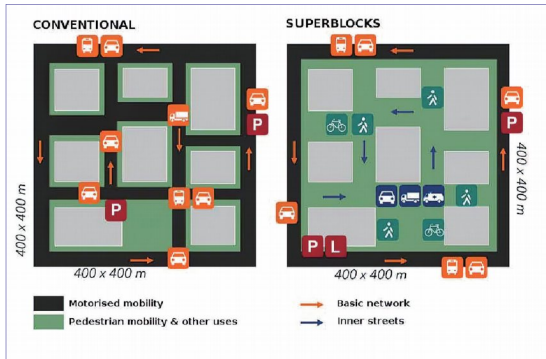 CONVENTIONAL
SUPERBLOCKS
P
P
P
P L
400 x 400 m
400 x 400 m
400 x 400 m
400 x 400 m
Motorised mobility
Pedestrian mobility & other uses
Basic network
Inner streets